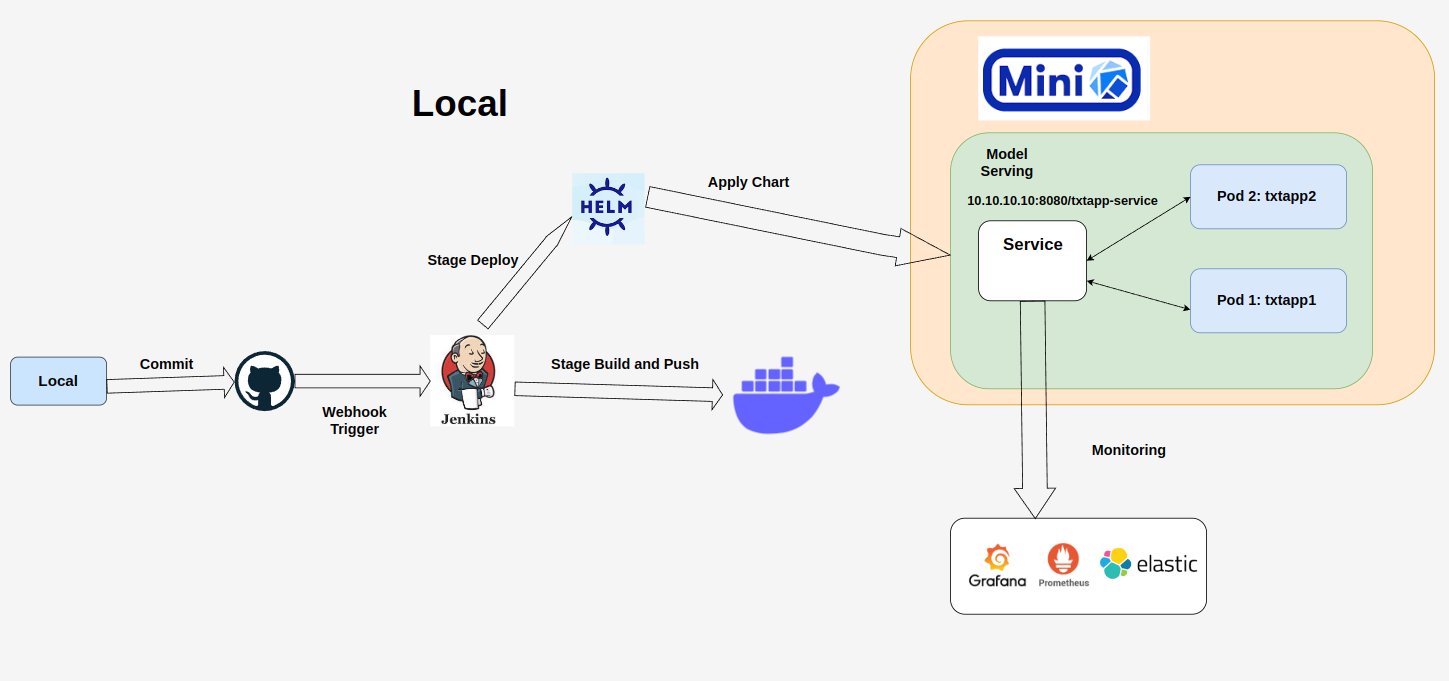 Local
Mini
Model
Serving
10.10.10.10:8080/txtapp-service
Service
Pod 2: txtapp2
Pod 1: txtapp1
HELM
Apply Chart
Stage Deploy
Local
Commit
Webhook
Trigger
Jenkins
Stage Build and Push
Monitoring
Grafana
Prometheus
elastic